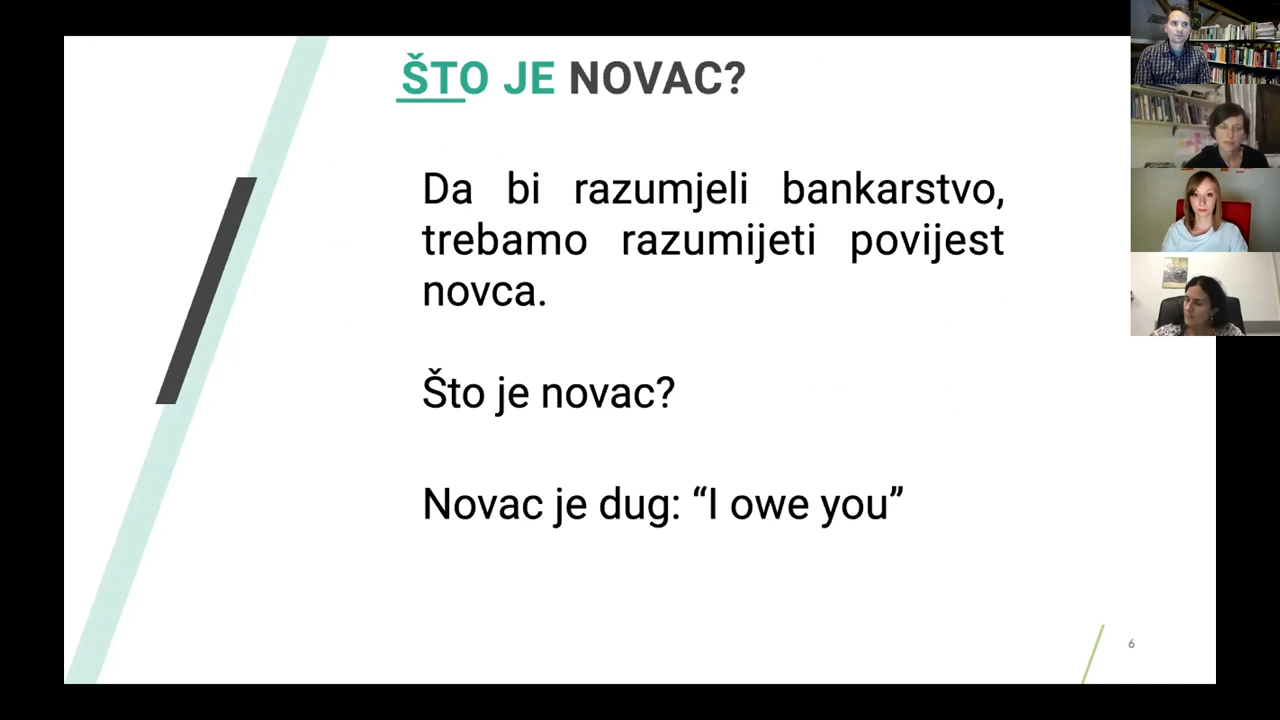 ŠTO JE NOVAC?
Da bi razumjeli bankarstvo,
trebamo razumijeti povijest
novca.
Što je novac?
Novac je dug: “I owe you”
6